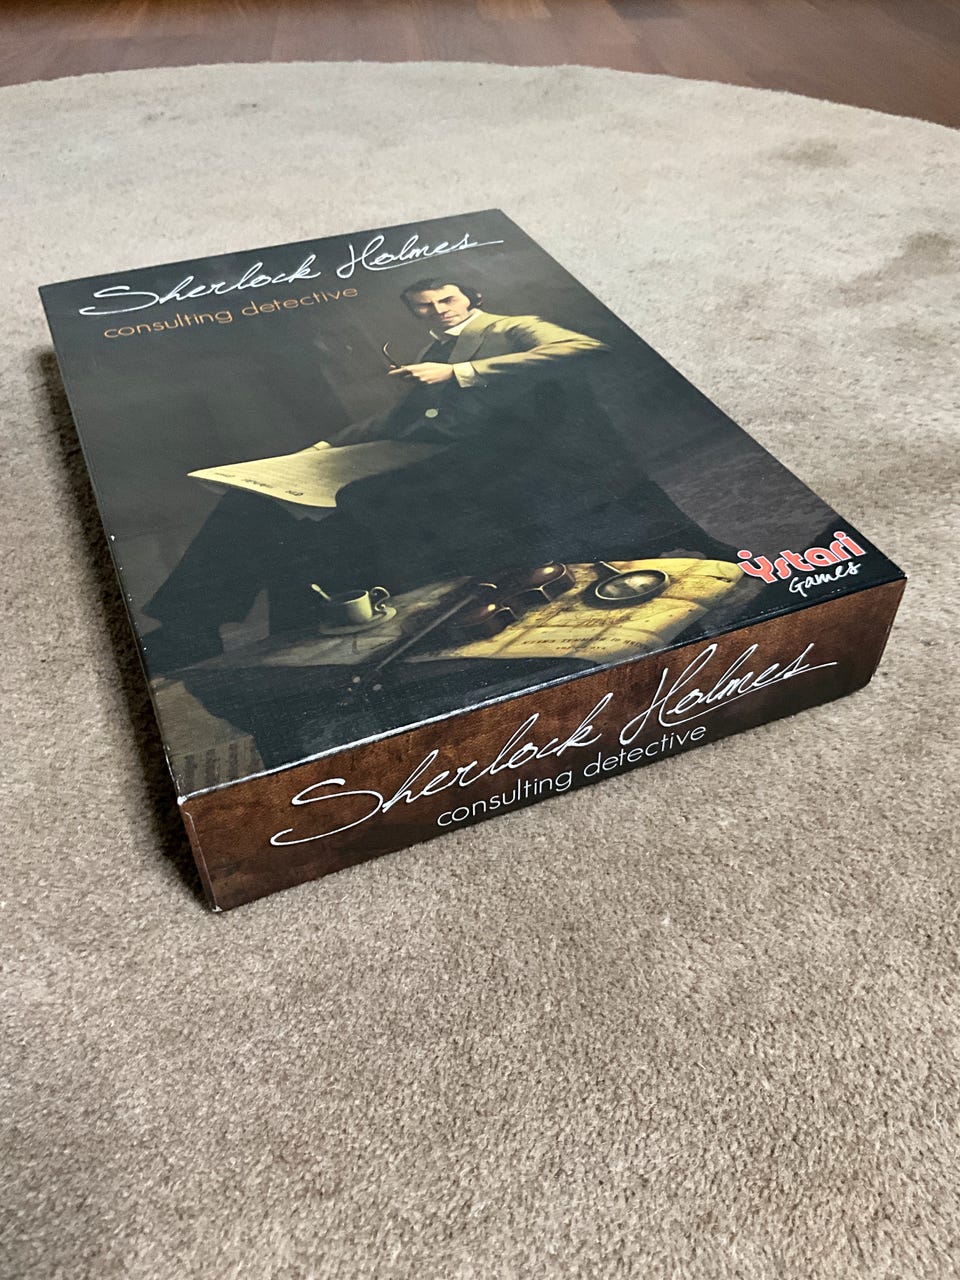 Sherlock Holmes
consulting detective
Ystari
Games
Sherlock Holmes
consulting detective